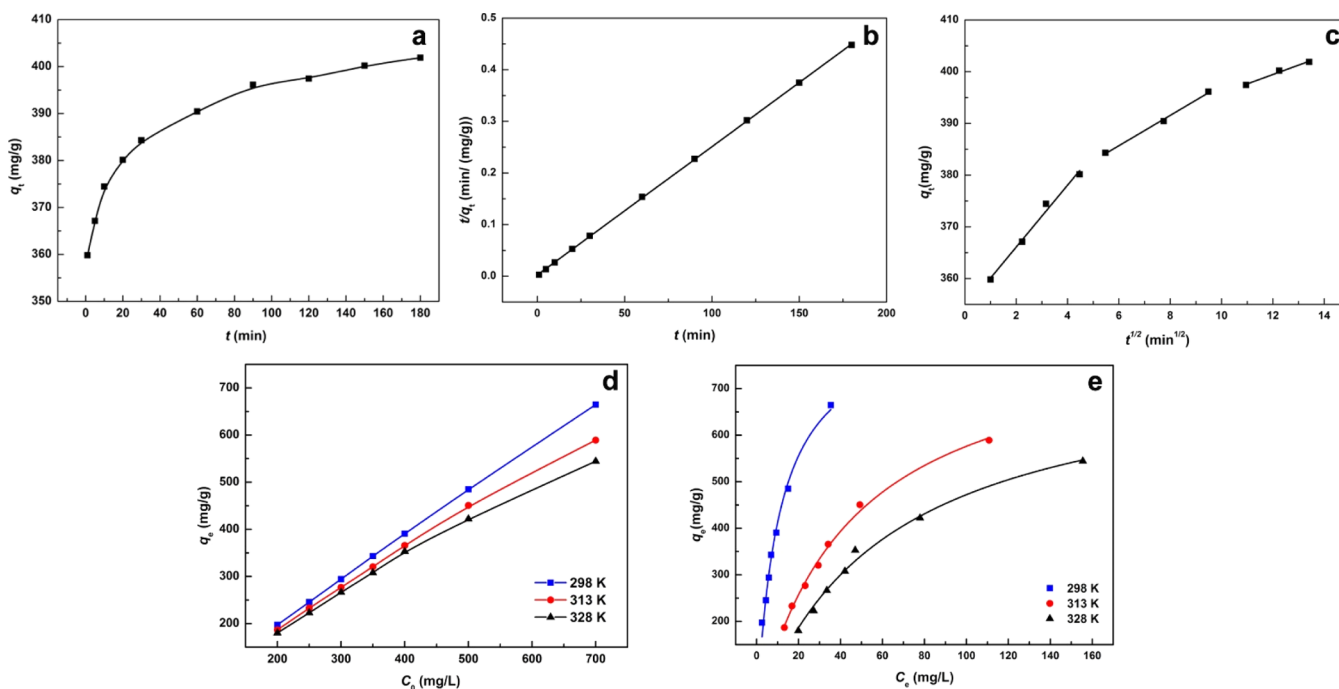 a
410
400
390
380
370
360
350
q_t (mg/g)
0 20 40 60 80 100 120 140 160 180
t (min)
b
0.5
0.4
0.3
0.2
0.1
0.0
t/q_t (min/ (mg/g))
0 50 100 150 200
t (min)
c
410
400
390
380
370
360
350
q_t(mg/g)
0 2 4 6 8 10 12 14
t^1/2 (min^1/2)
d
700
600
500
400
300
200
q_e (mg/g)
298 K
313 K
328 K
200 300 400 500 600 700
C_0 (mg/L)
e
700
600
500
400
300
200
q_e(mg/g)
298 K
313 K
328 K
0 20 40 60 80 100 120 140 160
C_e (mg/L)